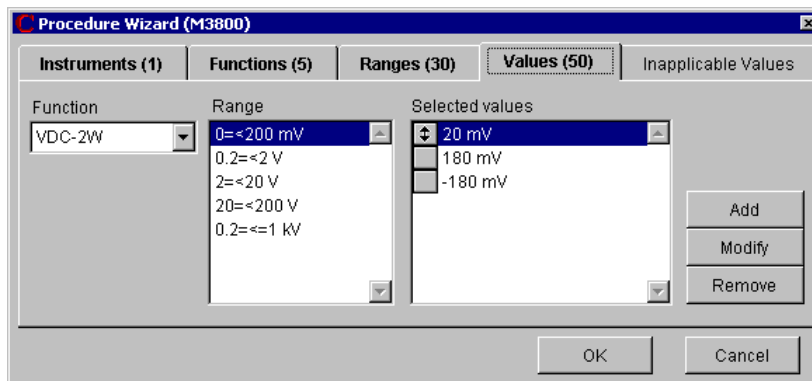 Procedure Wizard (M3800)
Instruments (1) Functions (5) Ranges (30) Values (50) Inapplicable Values
Function Range Selected values
VDC-2W 0=<200 mV 20 mV
0.2=<2 V 180 mV
2=<20 V -180 mV
20=<200 V
0.2=<=1 kV
Add
Modify
Remove
OK Cancel